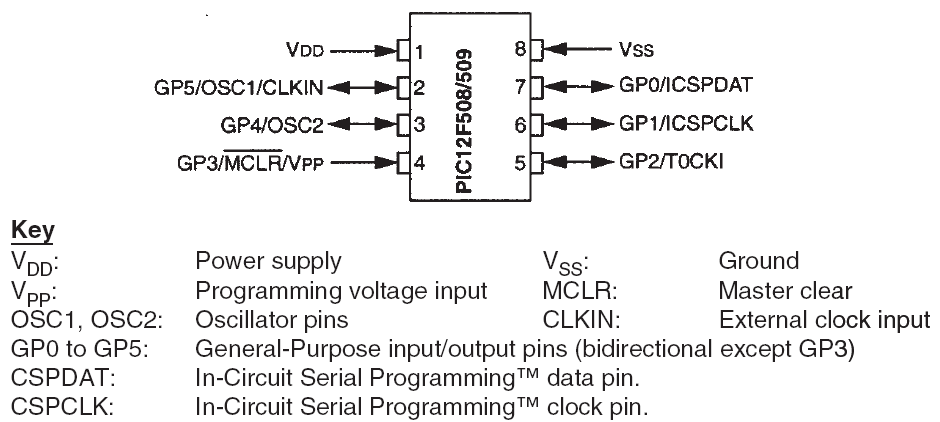 VDD 1 8 VSS
GP5/OSC1/CLKIN 2 7 GP0/ICSPDAT
GP4/OSC2 3 6 GP1/ICSPCLK
GP3/MCLR/VPP 4 5 GP2/T0CKI
PIC12F508/509
Key
VDD: Power supply VSS: Ground
VPP: Programming voltage input MCLR: Master clear
OSC1, OSC2: Oscillator pins CLKIN: External clock input
GP0 to GP5: General-Purpose input/output pins (bidirectional except GP3)
CSPDAT: In-Circuit Serial Programming™ data pin.
CSPCLK: In-Circuit Serial Programming™ clock pin.